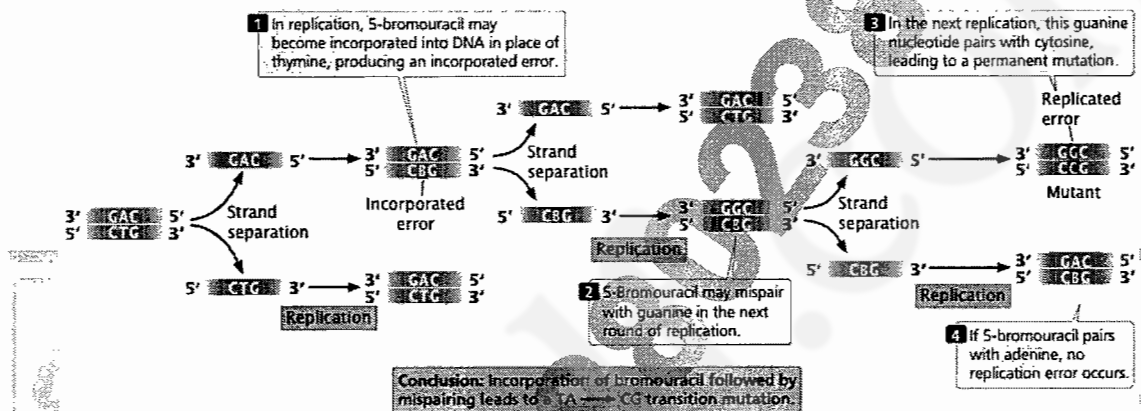 1 In replication, 5-bromouracil may
become incorporated into DNA in place of
thymine, producing an incorporated error.
3 In the next replication, this guanine
nucleotide pairs with cytosine,
leading to a permanent mutation.
3' GAC 5'
5' CTG 3'
Strand
separation
3' GAC 5'
3' GAC 5'
5' CBG 3'
Incorporated
error
5' CTG 3'
Replication
3' GAC 5'
5' CTG 3'
Strand
separation
3' GAC 5'
3' GAC 5'
5' CTG 3'
5' CBG 3'
Replication
3' GGC 5'
5' CBG 3'
2 5-Bromouracil may mispair
with guanine in the next
round of replication.
Strand
separation
3' GGC 5'
Replicated
error
3' GGC 5'
5' CCG 3'
Mutant
5' CBG 3'
Replication
3' GAC 5'
5' CBG 3'
4 If 5-bromouracil pairs
with adenine, no
replication error occurs.
Conclusion: Incorporation of bromouracil followed by
mispairing leads to a TA → CG transition mutation.